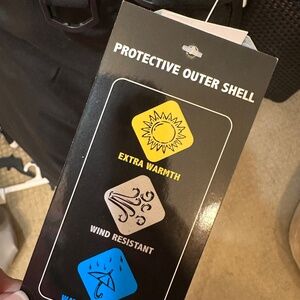 PROTECTIVE OUTER SHELL
EXTRA WARMTH
WIND RESISTANT